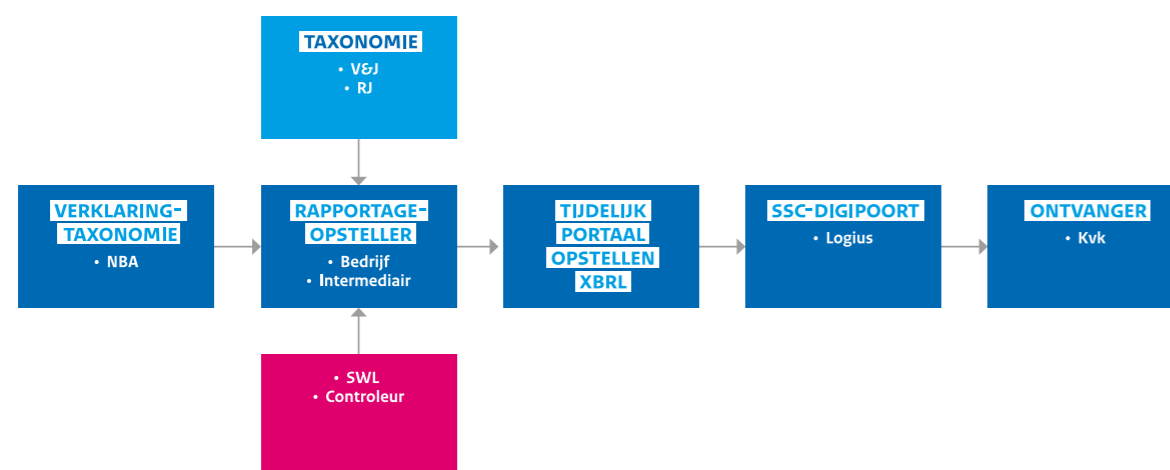 TAXONOMIE
• V&J
• RJ
VERKLARING-
TAXONOMIE
• NBA
RAPPORTAGE-
OPSTELLER
• Bedrijf
• Intermediair
TIJDELIJK
PORTAAL
OPSTELLEN
XBRL
SSC-DIGIPOORT
• Logius
ONTVANGER
• Kvk
• SWL
• Controleur